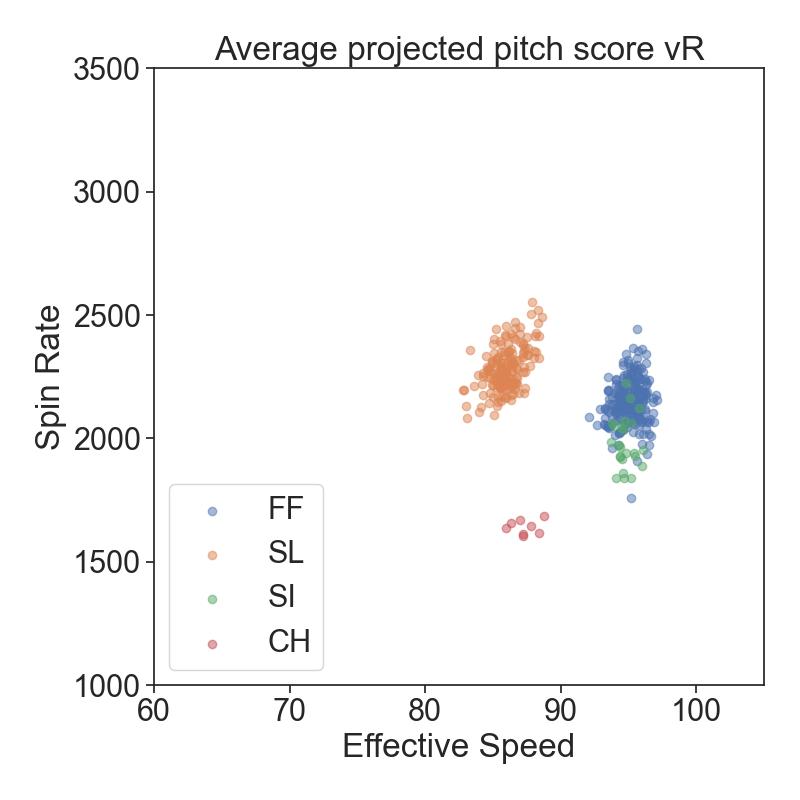 Average projected pitch score vR
3500
3000
2500
2000
1500
1000
Spin Rate
FF
SL
SI
CH
60 70 80 90 100
Effective Speed